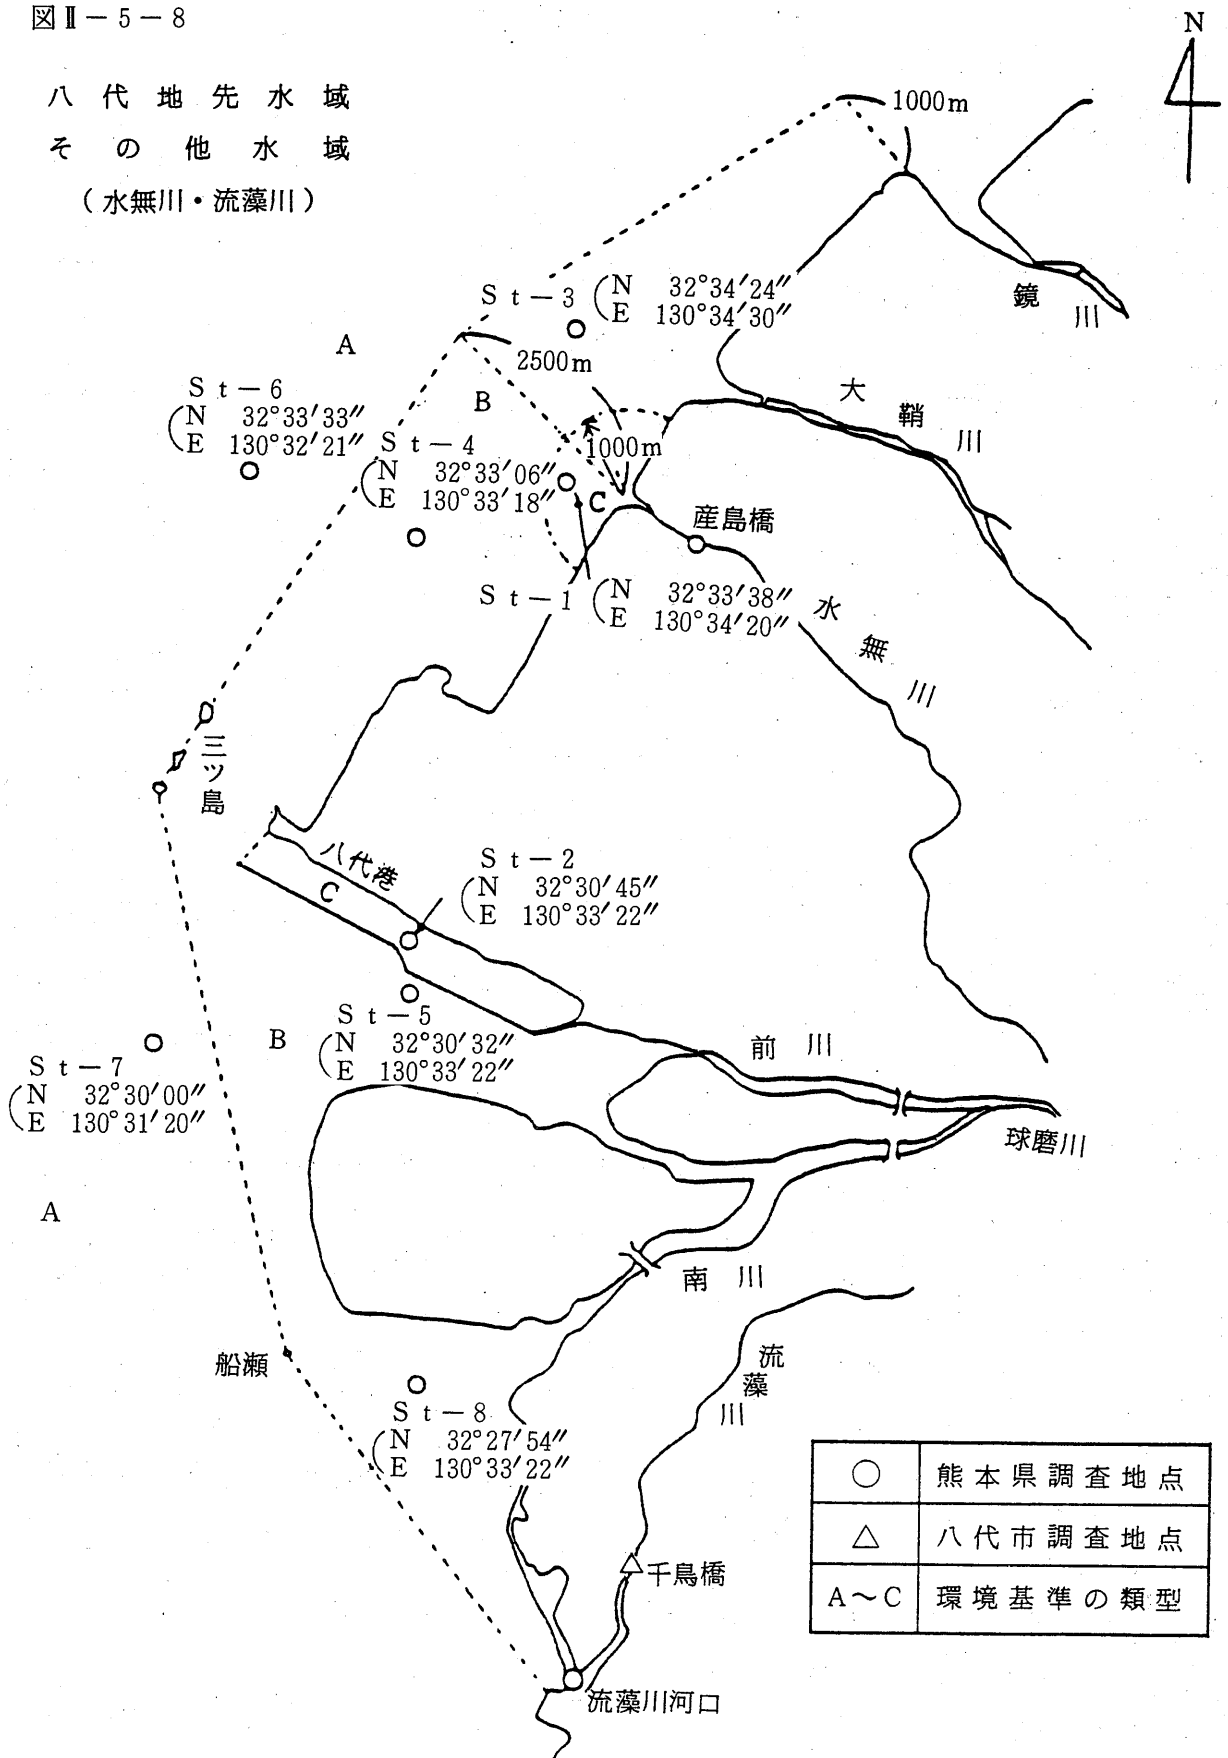 図Ⅱ－5－8
八代地先水域
その他水域
（水無川・流藻川）
N
1000m
St－3
N 32°34′24″
E 130°34′30″
鏡川
A
2500m
St－6
N 32°33′33″
E 130°32′21″
B
大鞘川
St－4
N 32°33′06″
E 130°33′18″
1000m
C
産島橋
St－1
N 32°33′38″
E 130°34′20″
水無川
三ツ島
八代港
C
St－2
N 32°30′45″
E 130°33′22″
B
St－5
N 32°30′32″
E 130°33′22″
前川
St－7
N 32°30′00″
E 130°31′20″
球磨川
A
南川
船瀬
流藻川
St－8
N 32°27′54″
E 130°33′22″
○ 熊本県調査地点
△ 八代市調査地点
A～C 環境基準の類型
千鳥橋
流藻川河口